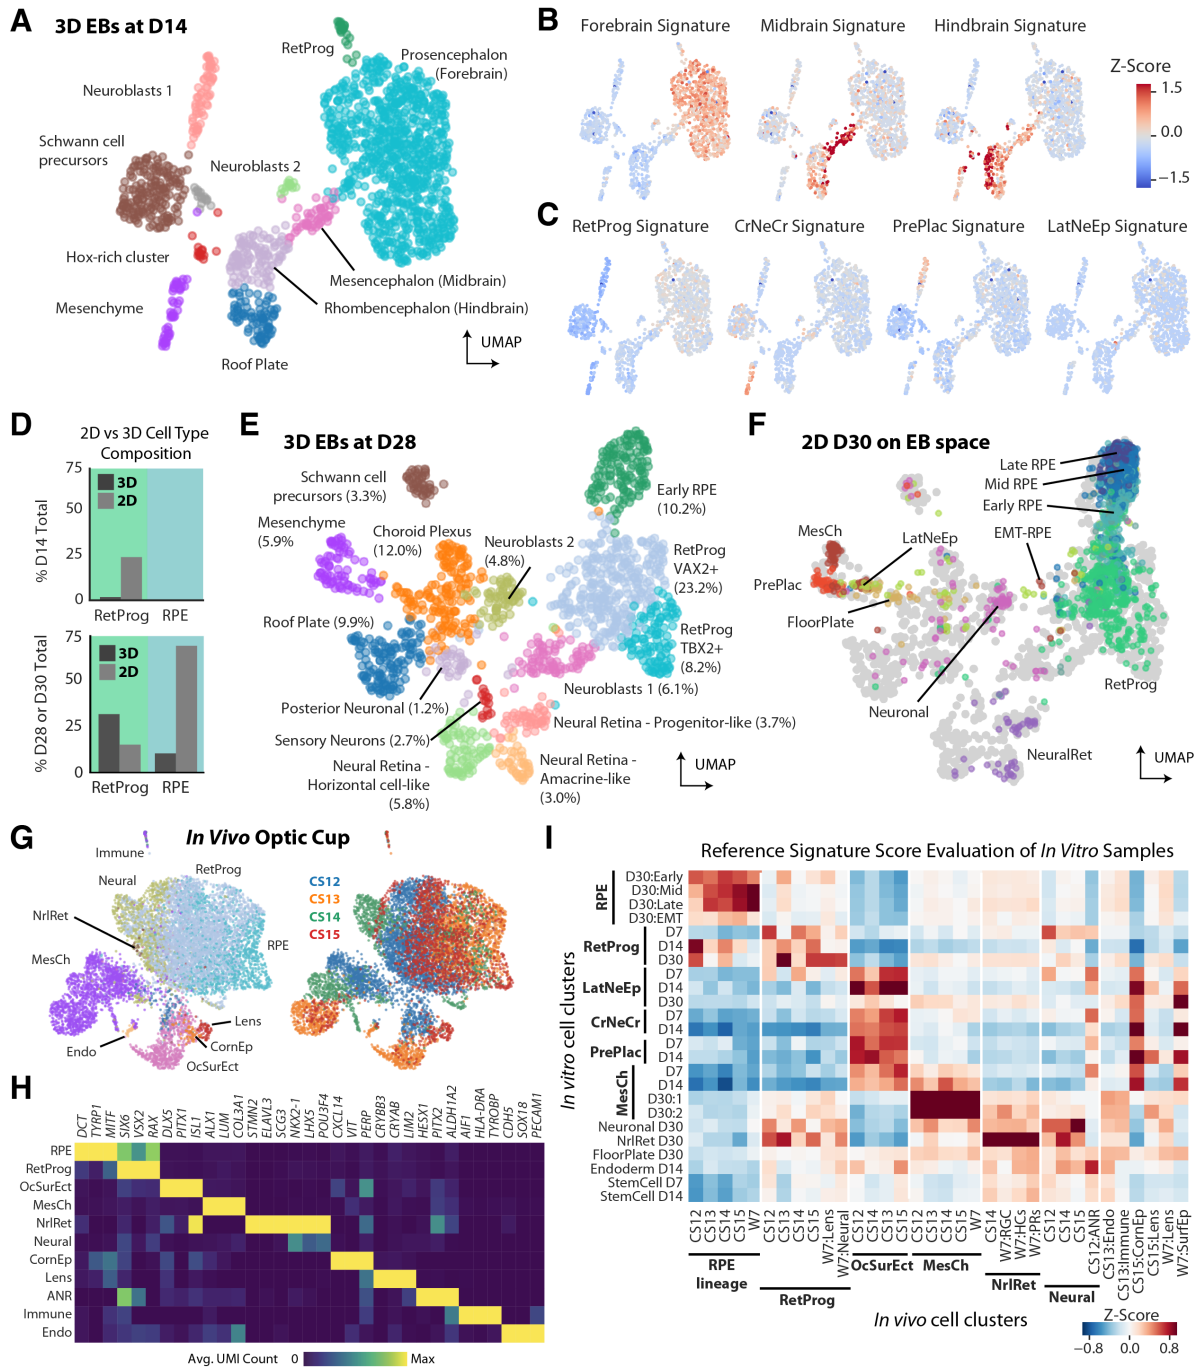 A
3D EBs at D14
RetProg
Prosencephalon
(Forebrain)
Neuroblasts 1
Schwann cell
precursors
Neuroblasts 2
Hox-rich cluster
Mesenchyme
Mesencephalon (Midbrain)
Rhombencephalon (Hindbrain)
Roof Plate
UMAP
B
Forebrain Signature
Midbrain Signature
Hindbrain Signature
Z-Score
1.5
0.0
−1.5
C
RetProg Signature
CrNeCr Signature
PrePlac Signature
LatNeEp Signature
D
2D vs 3D Cell Type
Composition
75
50
25
0
% D14 Total
3D
2D
RetProg
RPE
75
50
25
0
% D28 or D30 Total
3D
2D
RetProg
RPE
E
3D EBs at D28
Schwann cell
precursors (3.3%)
Mesenchyme
(5.9%
Choroid Plexus
(12.0%)
Neuroblasts 2
(4.8%)
Early RPE
(10.2%)
RetProg
VAX2+
(23.2%)
Roof Plate (9.9%)
RetProg
TBX2+
(8.2%)
Neuroblasts 1 (6.1%)
Posterior Neuronal (1.2%)
Neural Retina - Progenitor-like (3.7%)
Sensory Neurons (2.7%)
Neural Retina -
Horizontal cell-like
(5.8%)
Neural Retina -
Amacrine-like
(3.0%)
UMAP
F
2D D30 on EB space
Late RPE
Mid RPE
Early RPE
EMT-RPE
MesCh
LatNeEp
PrePlac
FloorPlate
Neuronal
RetProg
NeuralRet
UMAP
G
In Vivo Optic Cup
Immune
RetProg
Neural
NrlRet
MesCh
RPE
Lens
CornEp
Endo
OcSurEct
CS12
CS13
CS14
CS15
H
DCT
TYRP1
MITF
SIX6
VSX2
RAX
DLX5
PITX1
ISL1
ALX1
LUM
COL3A1
STMN2
ELAVL3
SCG3
NKX2-1
LHX5
POU3F4
CXCL14
VIT
PERP
CRYBB3
CRYAB
LIM2
HESX1
PITX2
ALDH1A2
AIF1
HLA-DRA
TYROBP
CDH5
SOX18
PECAM1
RPE
RetProg
OcSurEct
MesCh
NrlRet
Neural
CornEp
Lens
ANR
Immune
Endo
Avg. UMI Count
0
Max
I
Reference Signature Score Evaluation of In Vitro Samples
In vitro cell clusters
RPE
D30:Early
D30:Mid
D30:Late
D30:EMT
RetProg
D7
D14
D30
LatNeEp
D7
D14
D30
CrNeCr
D7
D14
PrePlac
D7
D14
MesCh
D7
D14
D30:1
D30:2
Neuronal D30
NrlRet D30
FloorPlate D30
Endoderm D14
StemCell D7
StemCell D14
CS12
CS13
CS14
CS15
W7
CS12
CS13
CS14
CS15
W7:Lens
W7:Neural
CS12
CS14
CS13
CS15
CS12
CS13
CS14
CS15
W7
CS14
W7:RGC
W7:HCs
W7:PRs
CS12
CS14
CS15
CS12:ANR
CS13:Endo
CS13:Immune
CS15:CornEp
CS15:Lens
W7:Lens
W7:SurfEp
RPE
lineage
RetProg
OcSurEct
MesCh
NrlRet
Neural
In vivo cell clusters
Z-Score
−0.8
0.0
0.8